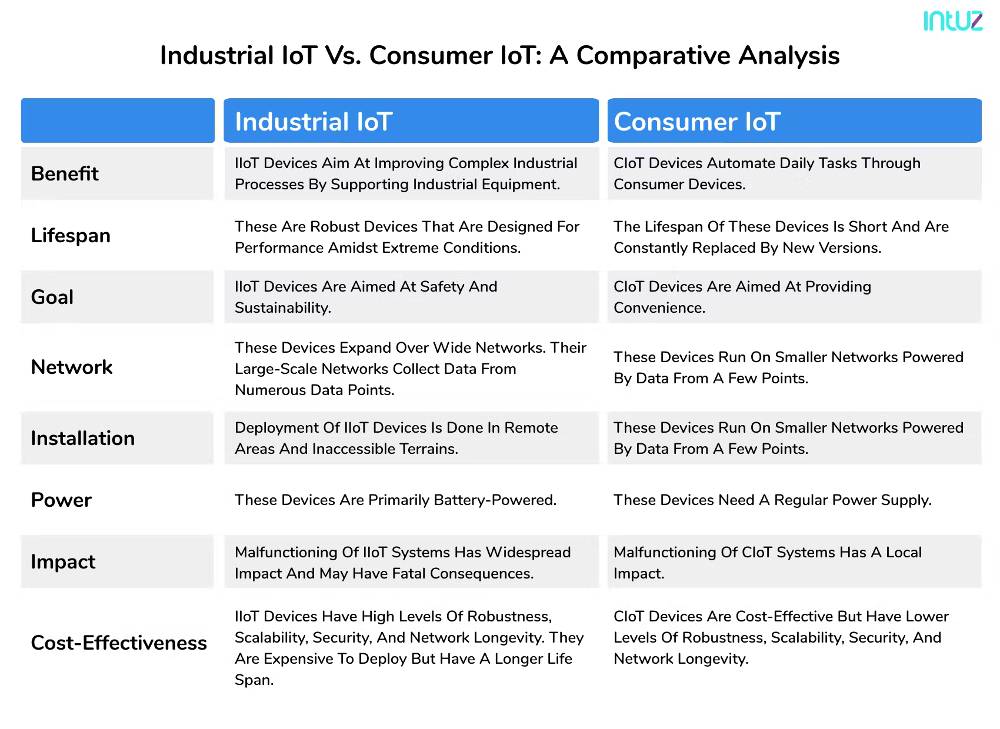 INTUZ
Industrial IoT Vs. Consumer IoT: A Comparative Analysis
Industrial IoT
Consumer IoT
Benefit
IIoT Devices Aim At Improving Complex Industrial
Processes By Supporting Industrial Equipment.
CIoT Devices Automate Daily Tasks Through
Consumer Devices.
Lifespan
These Are Robust Devices That Are Designed For
Performance Amidst Extreme Conditions.
The Lifespan Of These Devices Is Short And Are
Constantly Replaced By New Versions.
Goal
IIoT Devices Are Aimed At Safety And
Sustainability.
CIoT Devices Are Aimed At Providing
Convenience.
Network
These Devices Expand Over Wide Networks. Their
Large-Scale Networks Collect Data From
Numerous Data Points.
These Devices Run On Smaller Networks Powered
By Data From A Few Points.
Installation
Deployment Of IIoT Devices Is Done In Remote
Areas And Inaccessible Terrains.
These Devices Run On Smaller Networks Powered
By Data From A Few Points.
Power
These Devices Are Primarily Battery-Powered.
These Devices Need A Regular Power Supply.
Impact
Malfunctioning Of IIoT Systems Has Widespread
Impact And May Have Fatal Consequences.
Malfunctioning Of CIoT Systems Has A Local
Impact.
Cost-Effectiveness
IIoT Devices Have High Levels Of Robustness,
Scalability, Security, And Network Longevity. They
Are Expensive To Deploy But Have A Longer Life
Span.
CIoT Devices Are Cost-Effective But Have Lower
Levels Of Robustness, Scalability, Security, And
Network Longevity.